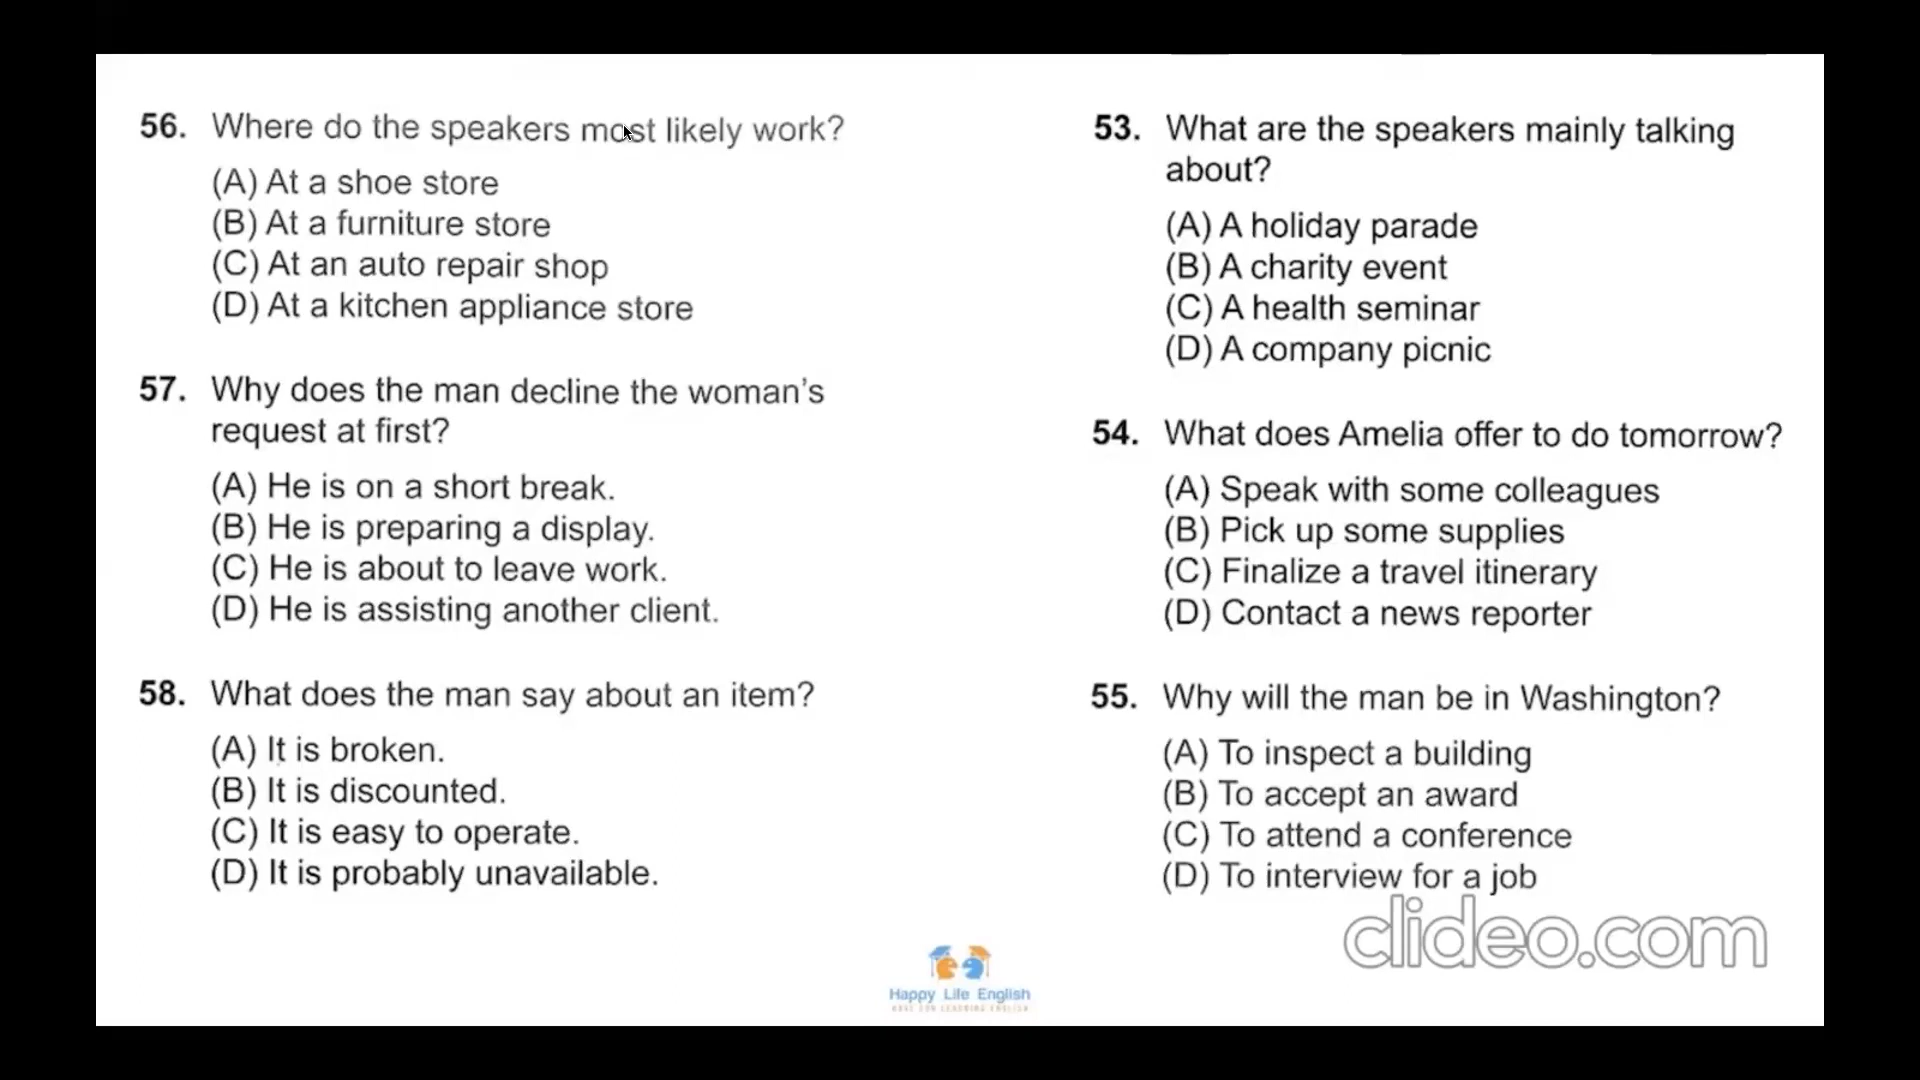 56. Where do the speakers most likely work?
(A) At a shoe store
(B) At a furniture store
(C) At an auto repair shop
(D) At a kitchen appliance store
57. Why does the man decline the woman's
request at first?
(A) He is on a short break.
(B) He is preparing a display.
(C) He is about to leave work.
(D) He is assisting another client.
58. What does the man say about an item?
(A) It is broken.
(B) It is discounted.
(C) It is easy to operate.
(D) It is probably unavailable.
53. What are the speakers mainly talking
about?
(A) A holiday parade
(B) A charity event
(C) A health seminar
(D) A company picnic
54. What does Amelia offer to do tomorrow?
(A) Speak with some colleagues
(B) Pick up some supplies
(C) Finalize a travel itinerary
(D) Contact a news reporter
55. Why will the man be in Washington?
(A) To inspect a building
(B) To accept an award
(C) To attend a conference
(D) To interview for a job
clideo.com
Happy Life English